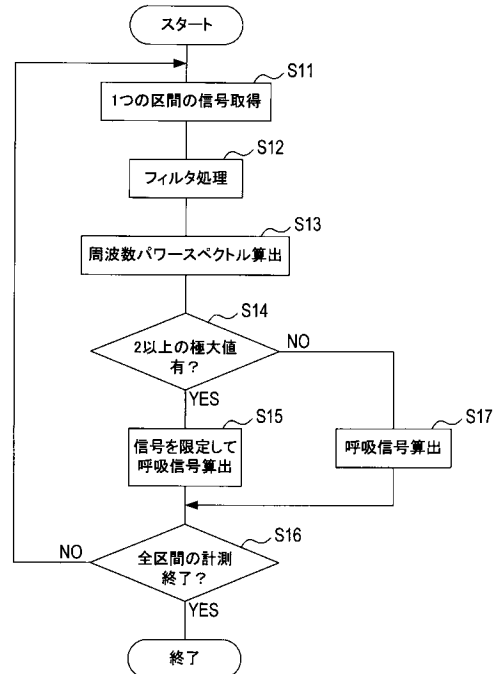 スタート
S11
1つの区間の信号取得
S12
フィルタ処理
S13
周波数パワースペクトル算出
S14
2以上の極大値
有？
NO
YES
S15
信号を限定して
呼吸信号算出
S17
呼吸信号算出
S16
全区間の計測
終了？
NO
YES
終了